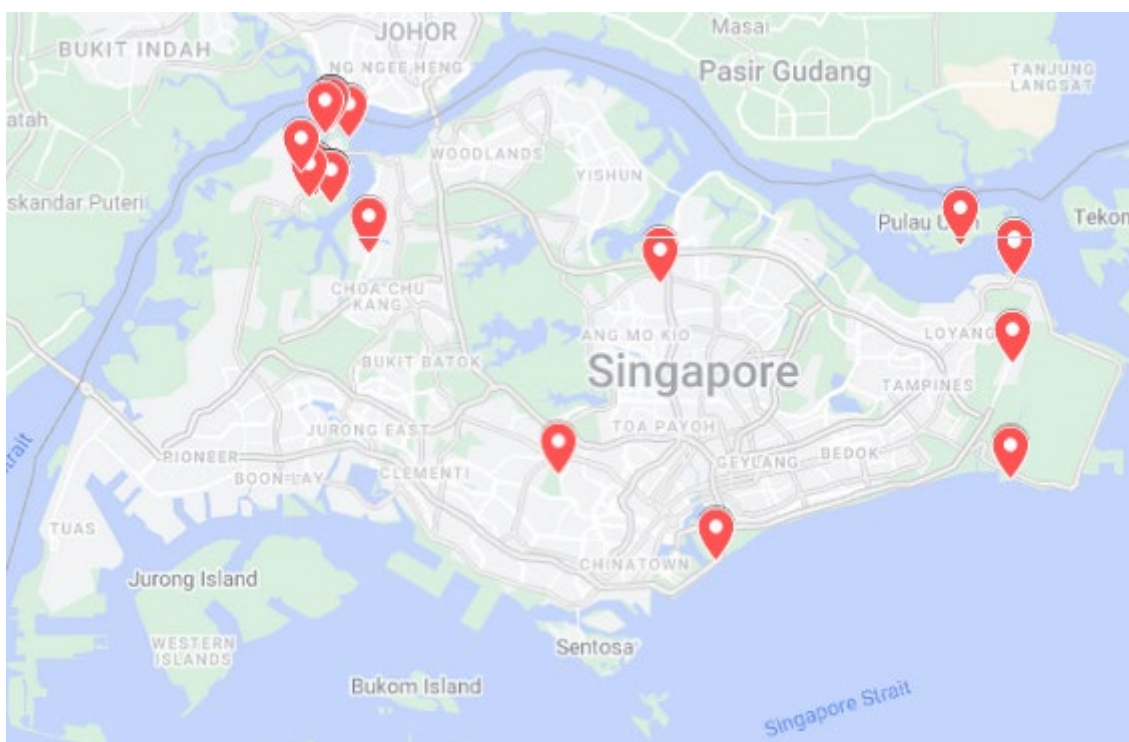 JOHOR
Masai
BUKIT INDAH
NG NGEE HENG
Pasir Gudang
TANJUNG
LANGSAT
atah
WOODLANDS
YISHUN
skandar Puteri
Pulau
Tekon
CHOA CHU
KANG
ANG MO KIO
LOYANG
BUKIT BATOK
Singapore
TAMPINES
JURONG EAST
TOA PAYOH
PIONEER
CLEMENTI
GEYLANG
BEDOK
BOON LAY
Strait
TUAS
CHINATOWN
Jurong Island
WESTERN
ISLANDS
Sentosa
Bukom Island
Singapore Strait